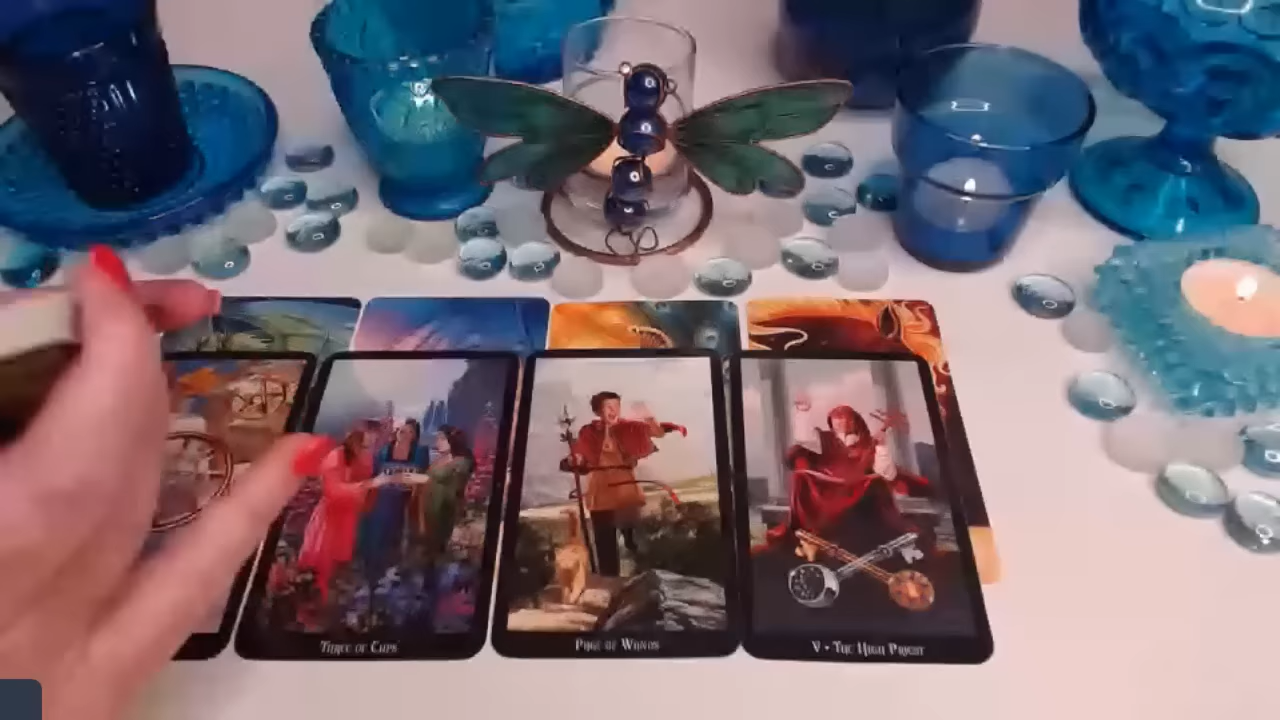 Three of Cups
Page of Wands
V • The High Priest